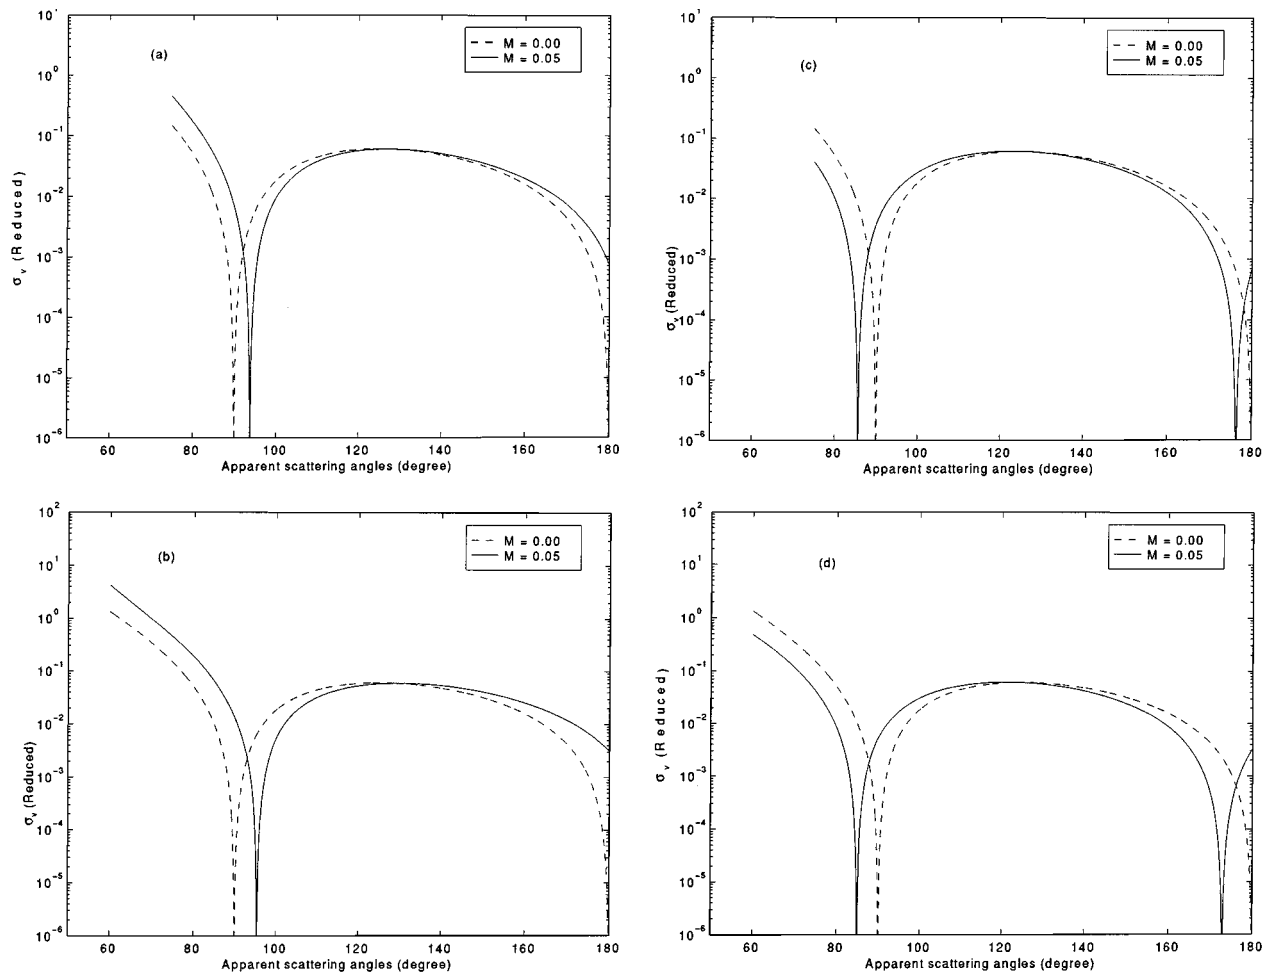 10^1
10^0
10^-1
10^-2
10^-3
10^-4
10^-5
10^-6
σ_v (Reduced)
(a)
M = 0.00
M = 0.05
60 80 100 120 140 160 180
Apparent scattering angles (degree)
10^1
10^0
10^-1
10^-2
10^-3
10^-4
10^-5
10^-6
σ_v (Reduced)
(c)
M = 0.00
M = 0.05
60 80 100 120 140 160 180
Apparent scattering angles (degree)
10^2
10^1
10^0
10^-1
10^-2
10^-3
10^-4
10^-5
10^-6
σ_v (Reduced)
(b)
M = 0.00
M = 0.05
60 80 100 120 140 160 180
Apparent scattering angles (degree)
10^2
10^1
10^0
10^-1
10^-2
10^-3
10^-4
10^-5
10^-6
σ_v (Reduced)
(d)
M = 0.00
M = 0.05
60 80 100 120 140 160 180
Apparent scattering angles (degree)